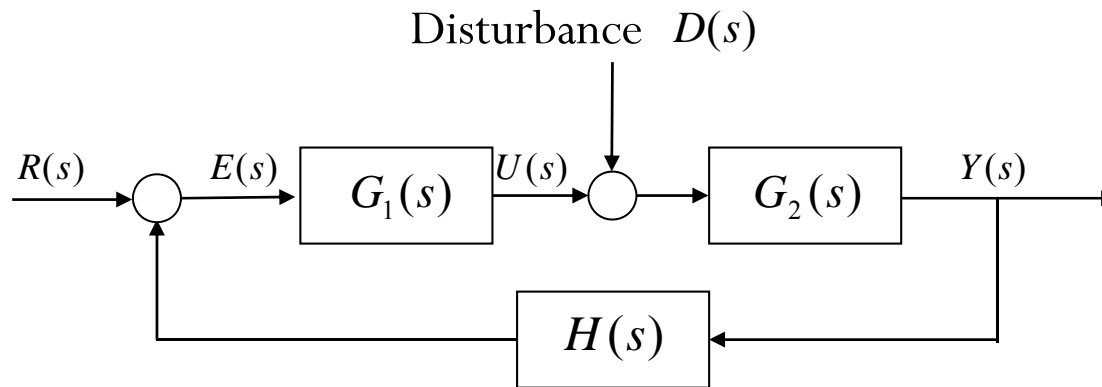 Disturbance D(s)
R(s)
E(s)
G₁(s)
U(s)
G₂(s)
Y(s)
H(s)